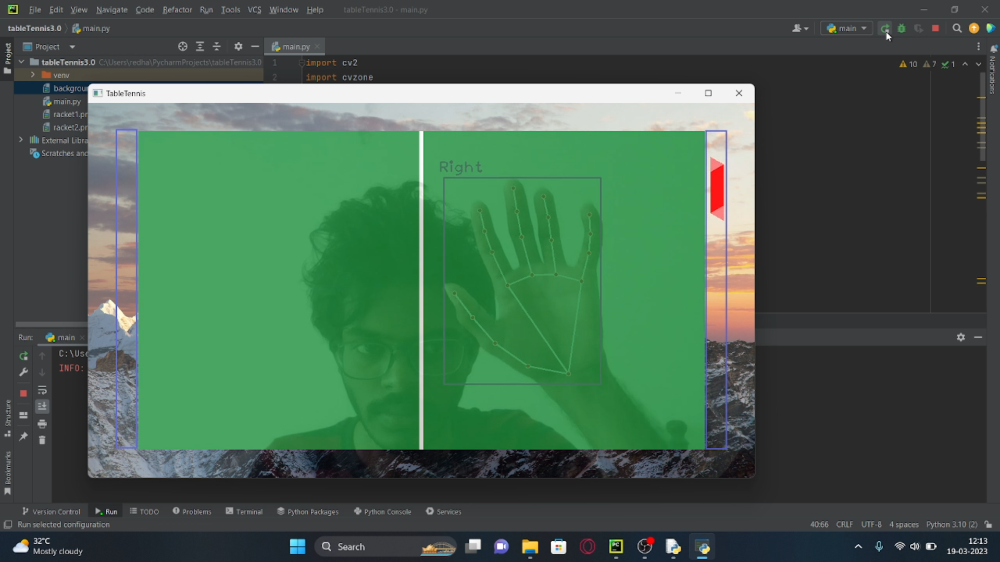 File Edit View Navigate Code Refactor Run Tools VCS Window Help tableTennis3.0 - main.py
tableTennis3.0 main.py
main
Project
Project
main.py
tableTennis3.0 C:\Users\redha\PycharmProjects\tableTennis3.0
venv
backgrou
main.py
racket1.pr
racket2.pr
External Libra
Scratches and
1 import cv2
2 import cvzone
10 7 1
Notifications
TableTennis
Right
Run: main
C:\Use
INFO:
Structure
Bookmarks
Version Control Run TODO Problems Terminal Python Packages Python Console Services
Run selected configuration
40:66 CRLF UTF-8 4 spaces Python 3.10 (2)
32°C
Mostly cloudy
Search
12:13
19-03-2023